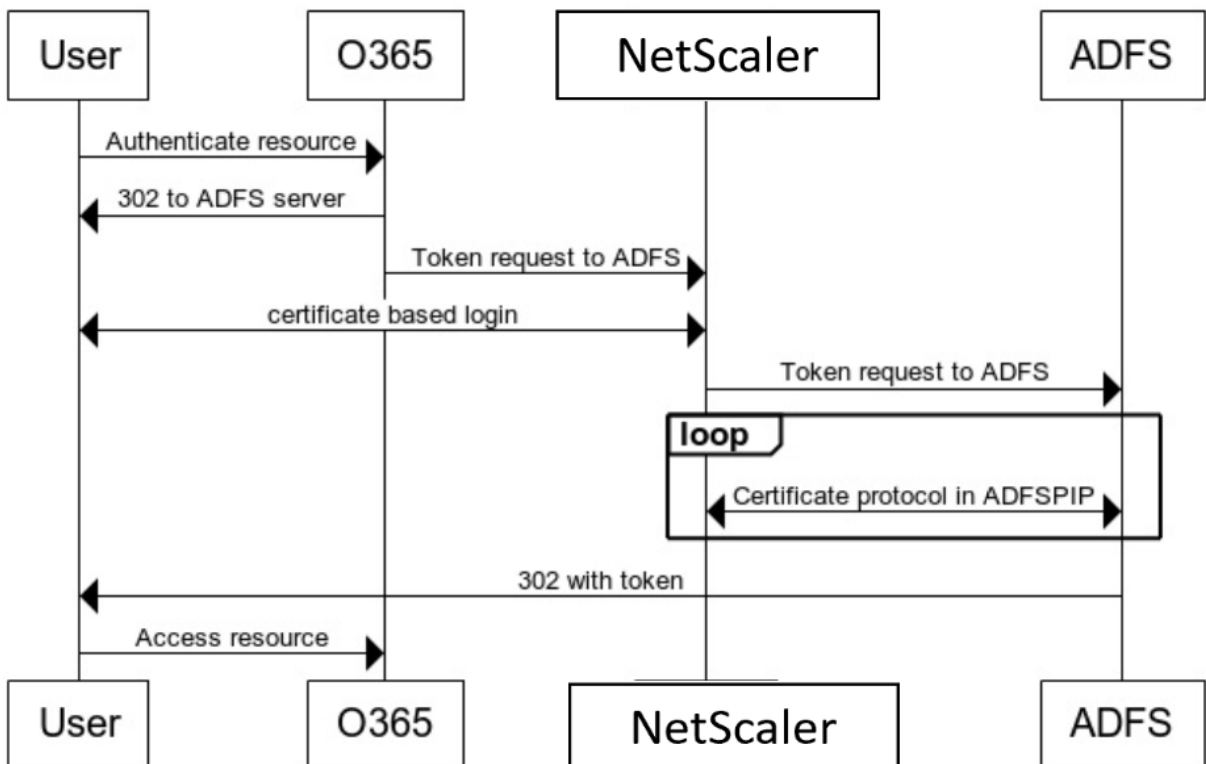 User O365 NetScaler ADFS
Authenticate resource
302 to ADFS server
Token request to ADFS
certificate based login
Token request to ADFS
loop
Certificate protocol in ADFSPIP
302 with token
Access resource
User O365 NetScaler ADFS